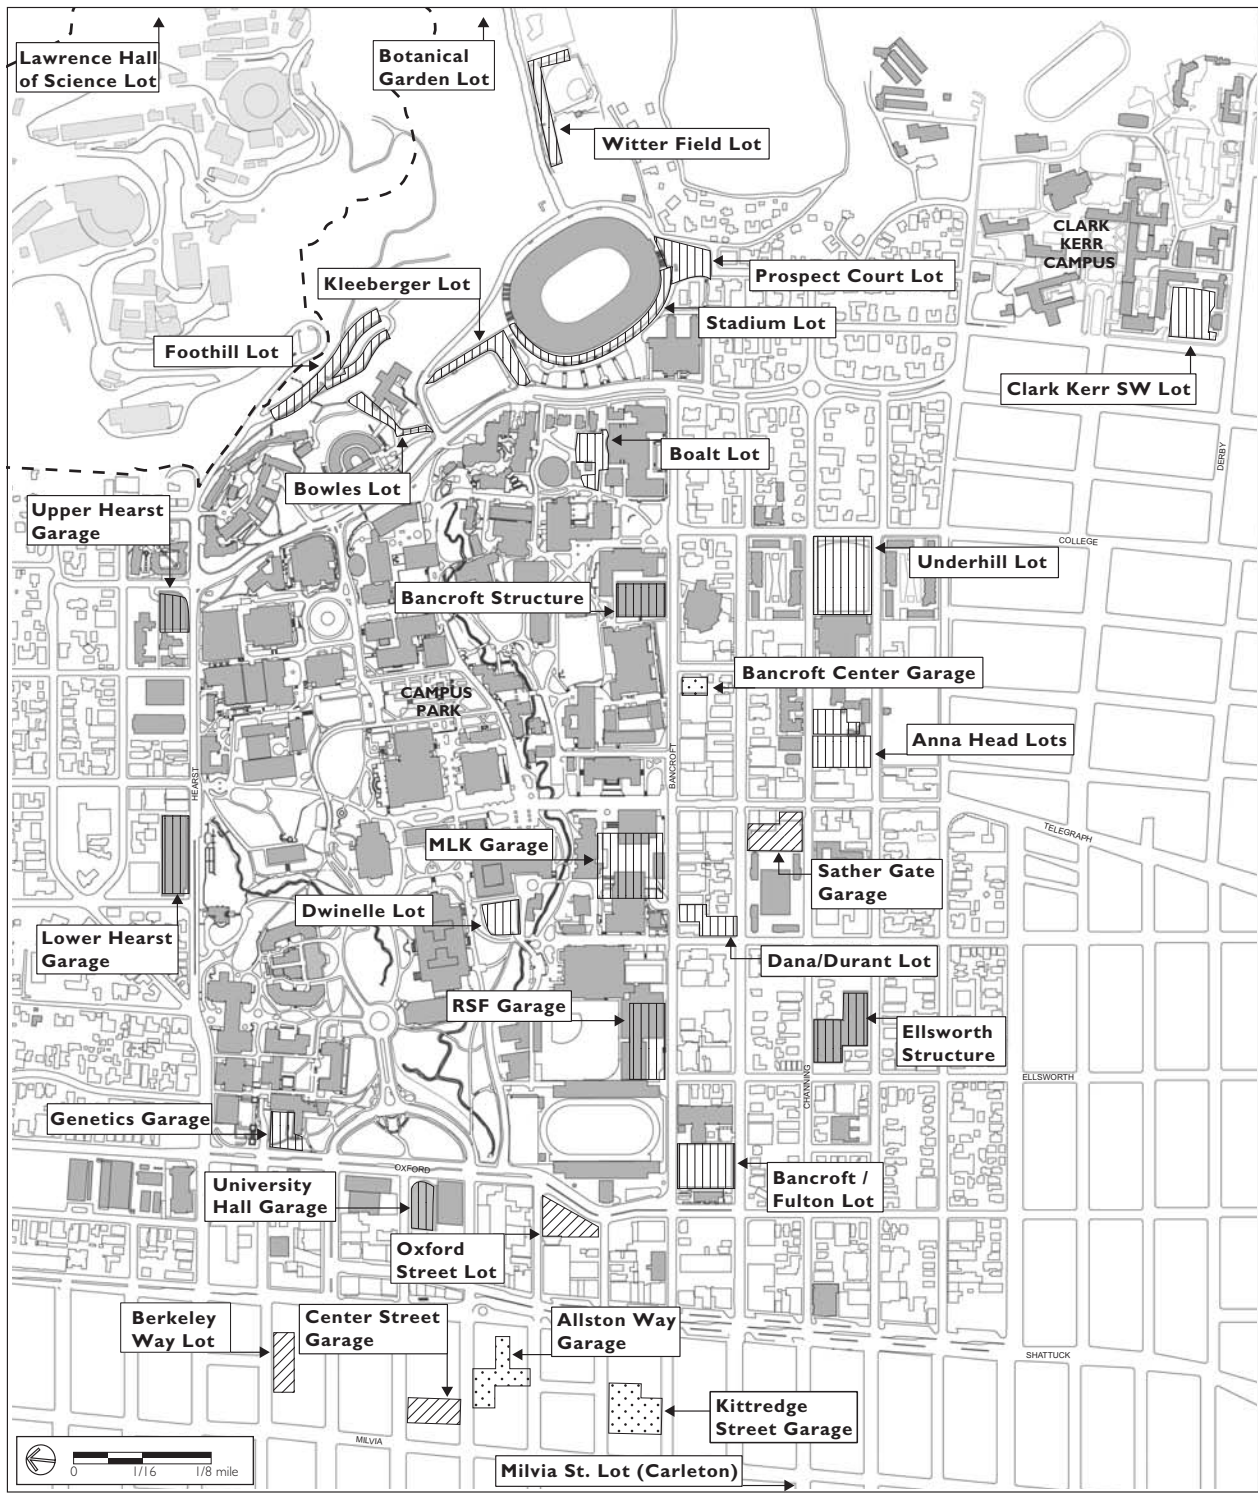 Lawrence Hall
of Science Lot
Botanical
Garden Lot
Witter Field Lot
CLARK
KERR
CAMPUS
Prospect Court Lot
Kleeberger Lot
Stadium Lot
Foothill Lot
Clark Kerr SW Lot
Boalt Lot
DERBY
Bowles Lot
Upper Hearst
Garage
COLLEGE
Underhill Lot
Bancroft Structure
Bancroft Center Garage
CAMPUS
PARK
Anna Head Lots
BANCROFT
HEARST
TELEGRAPH
MLK Garage
Sather Gate
Garage
Dwinelle Lot
Lower Hearst
Garage
Dana/Durant Lot
RSF Garage
Ellsworth
Structure
ELLSWORTH
CHANNING
Genetics Garage
OXFORD
University
Hall Garage
Bancroft /
Fulton Lot
Oxford
Street Lot
Berkeley
Way Lot
Center Street
Garage
Allston Way
Garage
SHATTUCK
Kittredge
Street Garage
MILVIA
0 1/16 1/8 mile
Milvia St. Lot (Carleton)